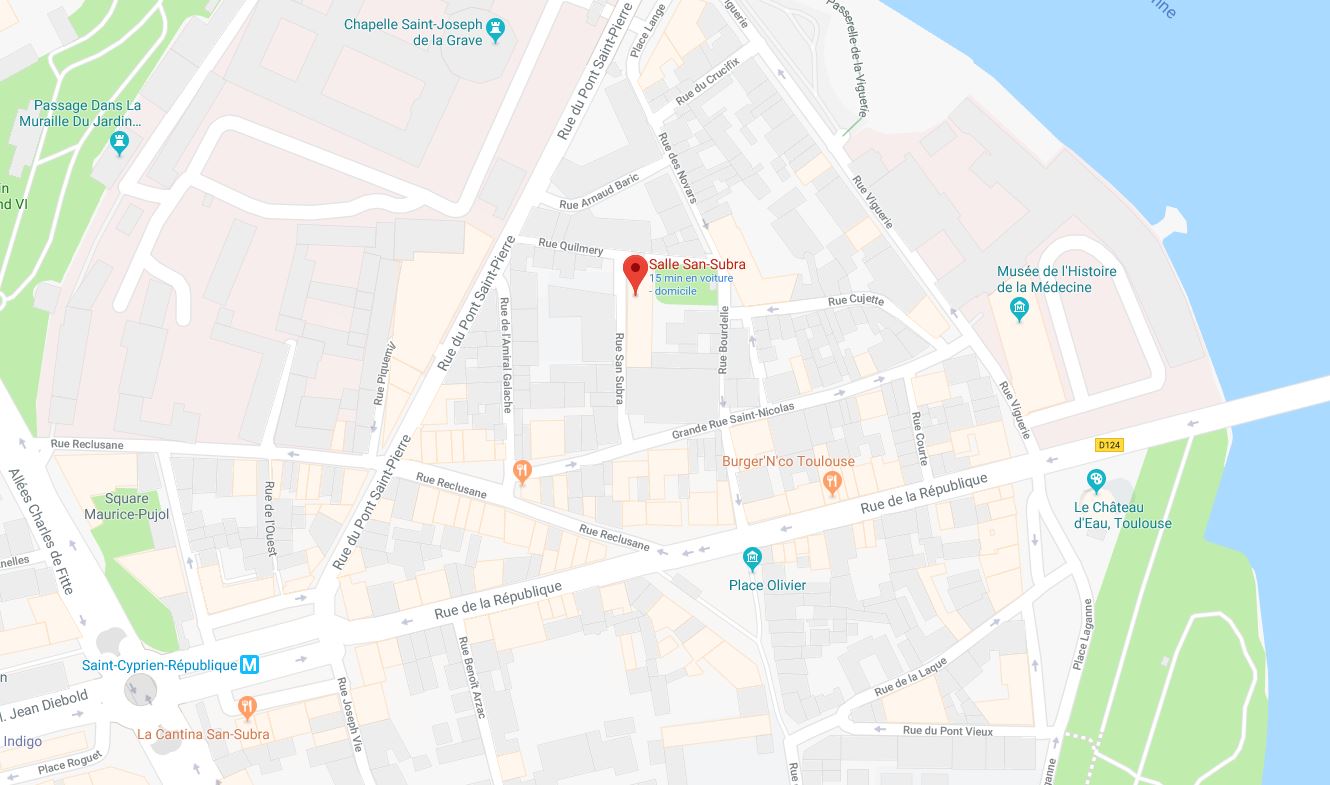 Chapelle Saint-Joseph
de la Grave
Rue du Pont Saint-Pierre
Place Lange
Viguerie
Passerelle-de-la-Viguerie
nne
Passage Dans La
Muraille Du Jardin...
Rue du Crucifix
in
nd VI
Rue des Novars
Rue Arnaud Baric
Rue Viguerie
Rue Quilmery
Salle San-Subra
15 min en voiture
- domicile
Musée de l'Histoire
de la Médecine
Rue du Pont Saint-Pierre
Rue de l'Amiral Galache
Rue San Subra
Rue Bourdelle
Rue Cujette
Rue Piquemil
Rue Viguerie
Grande Rue Saint-Nicolas
Rue Courte
Rue Reclusane
D124
Rue du Pont Saint-Pierre
Burger'N'co Toulouse
Rue Reclusane
Rue de la République
Allées Charles de Fitte
Square
Maurice-Pujol
Rue de l'Ouest
Le Château
d'Eau, Toulouse
Rue Reclusane
nelles
Place Olivier
Rue de la République
Place Laganne
Saint-Cyprien-République M
Rue Benoît Arzac
Rue de la Laque
n
l. Jean Diebold
Rue Joseph Vie
La Cantina San-Subra
Rue du Pont Vieux
Indigo
Place Roguet
Rue
ganne